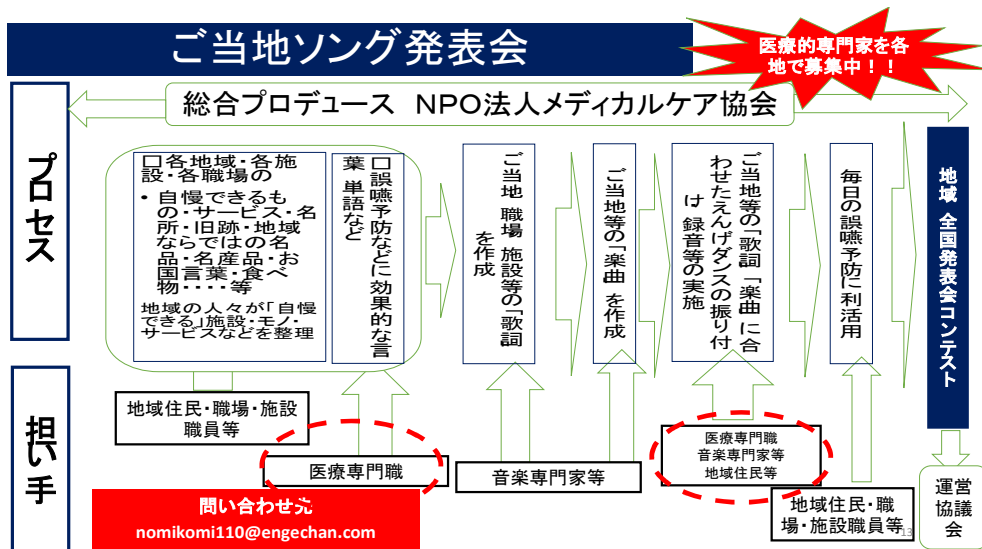 ご当地ソング発表会
医療的専門家を各
地で募集中！！
総合プロデュース　NPO法人メディカルケア協会
プロセス
□各地域・各施
設・各職場の
• 自慢できるも
の・サービス・名
所・旧跡・地域
ならではの名
品・名産品・お
国言葉・食べ
物････等
地域の人々が「自慢
できる」施設・モノ・
サービスなどを整理
□誤嚥予防などに効果的な言
葉 単語など
ご当地 職場 施設等の「歌詞」
を作成
ご当地等の「楽曲」を作成
ご当地等の「歌詞」「楽曲」に合
わせたえんげダンスの振り付
け 録音等の実施
毎日の誤嚥予防に利活用
地域 全国発表会コンテスト
担い手
地域住民・職場・施設
職員等
医療専門職
音楽専門家等
医療専門職
音楽専門家等
地域住民等
地域住民・職
場・施設職員等
運営
協議
会
問い合わせ先
nomikomi110@engechan.com
13